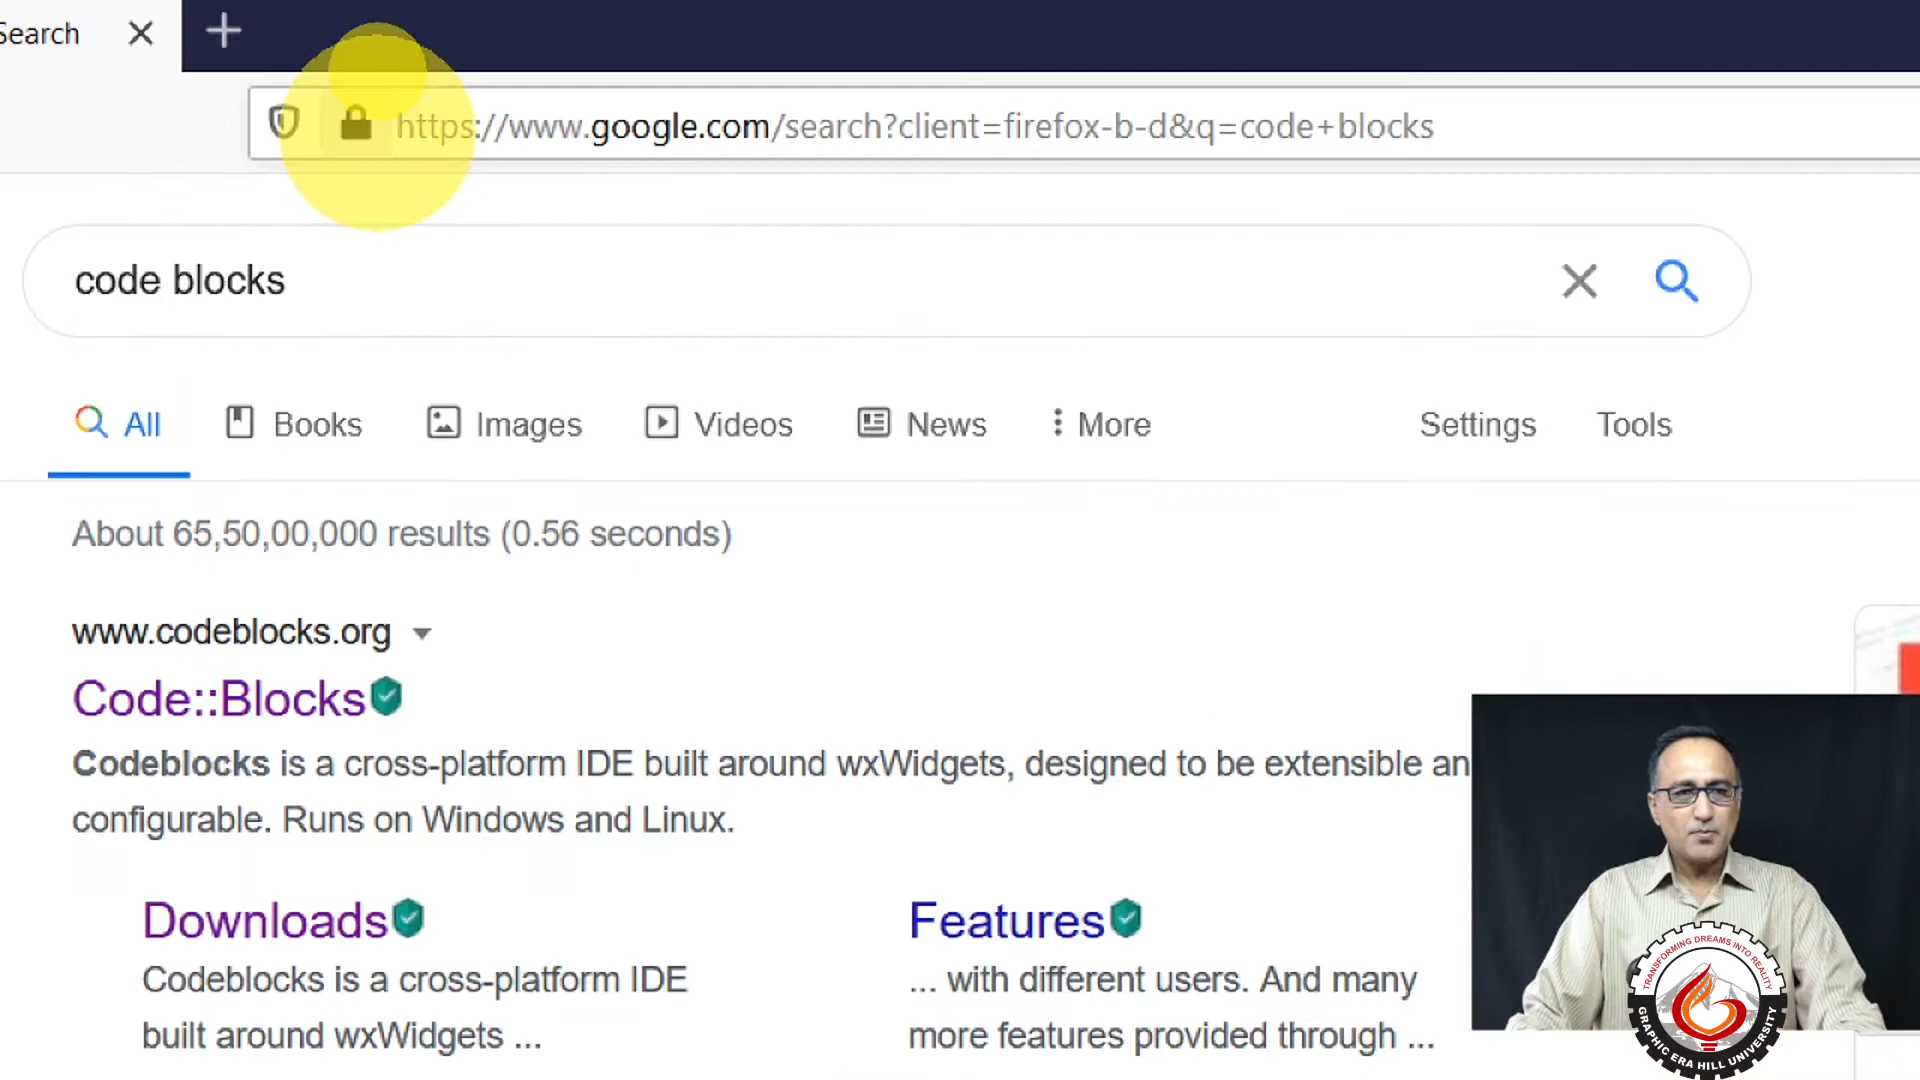 Search
https://www.google.com/search?client=firefox-b-d&q=code+blocks
code blocks
All Books Images Videos News More Settings Tools
About 65,50,00,000 results (0.56 seconds)
www.codeblocks.org
Code::Blocks
Codeblocks is a cross-platform IDE built around wxWidgets, designed to be extensible an
configurable. Runs on Windows and Linux.
Downloads
Codeblocks is a cross-platform IDE
built around wxWidgets ...
Features
... with different users. And many
more features provided through ...
TRANSFORMING DREAMS INTO REALITY
GRAPHIC ERA HILL UNIVERSITY